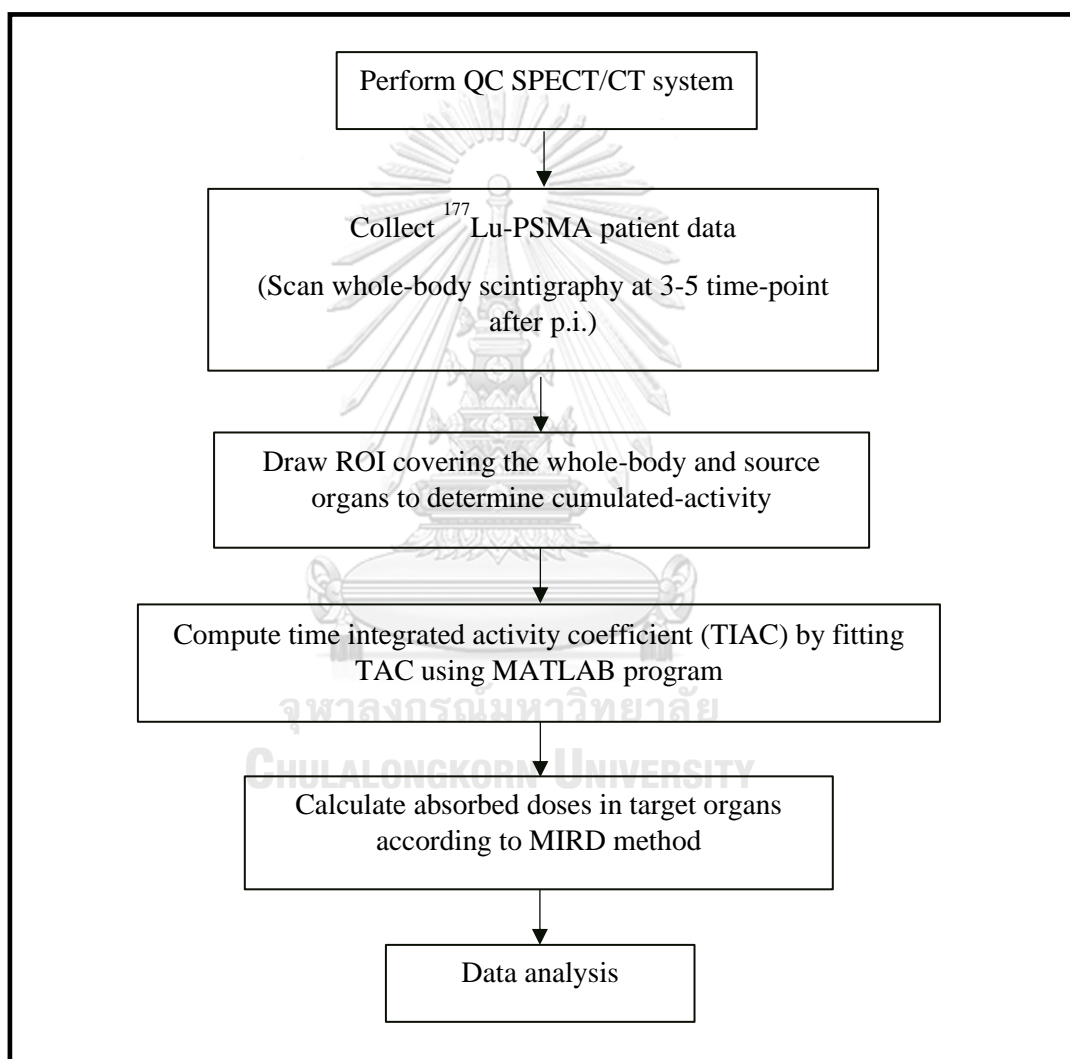 Perform QC SPECT/CT system
Collect ¹⁷⁷Lu-PSMA patient data
(Scan whole-body scintigraphy at 3-5 time-point
after p.i.)
Draw ROI covering the whole-body and source
organs to determine cumulated-activity
Compute time integrated activity coefficient (TIAC) by fitting
TAC using MATLAB program
จุฬาลงกรณ์มหาวิทยาลัย
CHULALONGKORN UNIVERSITY
Calculate absorbed doses in target organs
according to MIRD method
Data analysis